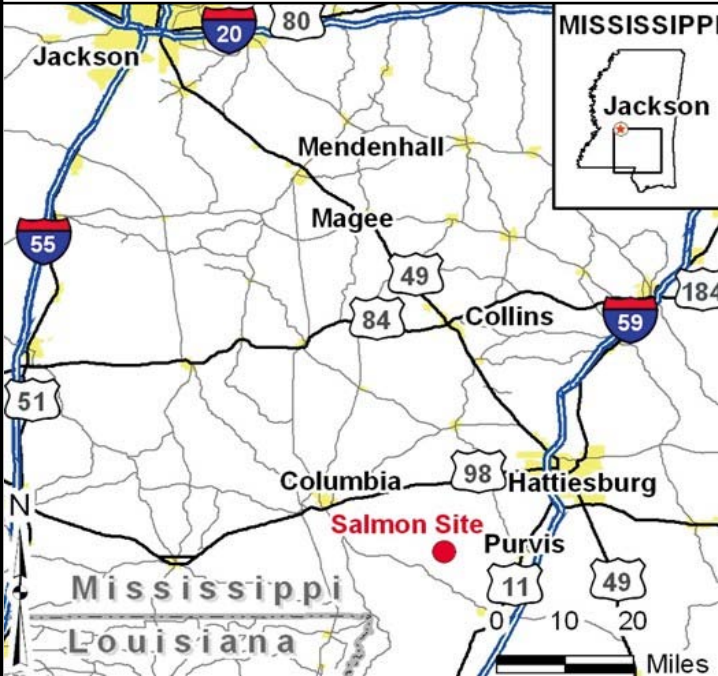 20
80
MISSISSIPPI
Jackson
Jackson
Mendenhall
Magee
55
49
184
84
Collins
59
51
98
Columbia
Hattiesburg
N
Salmon Site
Purvis
Mississippi
11
49
0 10 20
Louisiana
Miles